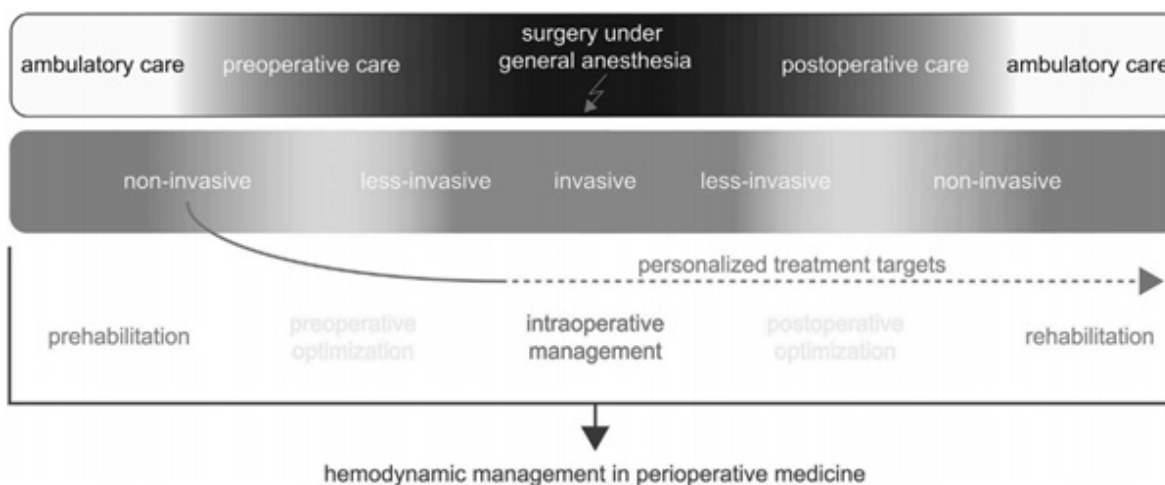 ambulatory care preoperative care surgery under
general anesthesia postoperative care ambulatory care
non-invasive less-invasive invasive less-invasive non-invasive
personalized treatment targets
prehabilitation preoperative
optimization intraoperative
management postoperative
optimization rehabilitation
hemodynamic management in perioperative medicine